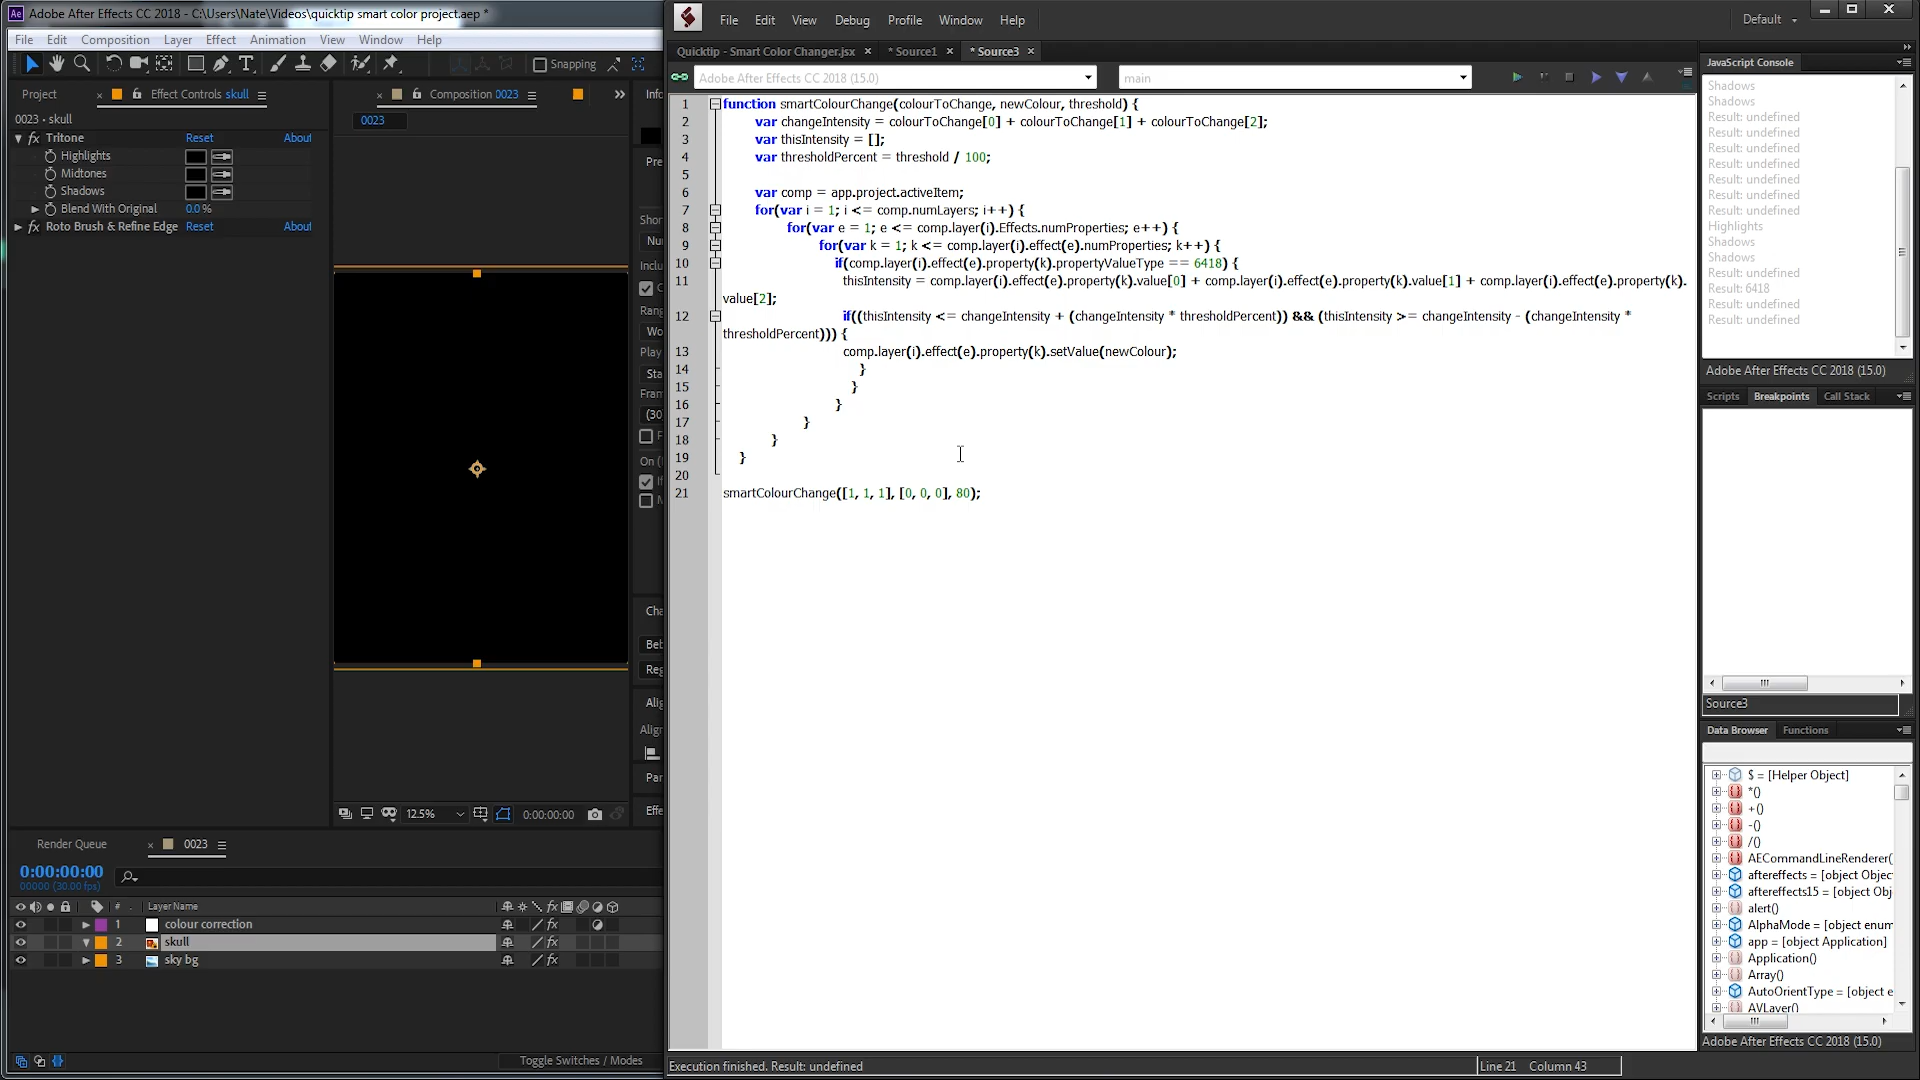 Adobe After Effects CC 2018 - C:\Users\Nate\Videos\quicktip smart color project.aep *
File Edit Composition Layer Effect Animation View Window Help
Snapping
Project
Effect Controls skull
Composition 0023
0023 • skull
0023
fx Tritone Reset About
Highlights
Midtones
Shadows
Blend With Original 0.0 %
fx Roto Brush & Refine Edge Reset About
12.5%
0:00:00:00
Render Queue
0023
0:00:00:00
00000 (30.00 fps)
# Layer Name
1 colour correction
2 skull
3 sky bg
Toggle Switches / Modes
File Edit View Debug Profile Window Help
Default
Quicktip - Smart Color Changer.jsx
* Source1
* Source3
Adobe After Effects CC 2018 (15.0)
main
1 function smartColourChange(colourToChange, newColour, threshold) {
2 var changeIntensity = colourToChange[0] + colourToChange[1] + colourToChange[2];
3 var thisIntensity = [];
4 var thresholdPercent = threshold / 100;
5
6 var comp = app.project.activeItem;
7 for(var i = 1; i <= comp.numLayers; i++) {
8 for(var e = 1; e <= comp.layer(i).Effects.numProperties; e++) {
9 for(var k = 1; k <= comp.layer(i).effect(e).numProperties; k++) {
10 if(comp.layer(i).effect(e).property(k).propertyValueType == 6418) {
11 thisIntensity = comp.layer(i).effect(e).property(k).value[0] + comp.layer(i).effect(e).property(k).value[1] + comp.layer(i).effect(e).property(k).
value[2];
12 if((thisIntensity <= changeIntensity + (changeIntensity * thresholdPercent)) && (thisIntensity >= changeIntensity - (changeIntensity *
thresholdPercent))) {
13 comp.layer(i).effect(e).property(k).setValue(newColour);
14 }
15 }
16 }
17 }
18 }
19 }
20
21 smartColourChange([1, 1, 1], [0, 0, 0], 80);
Execution finished. Result: undefined
Line 21 Column 43
JavaScript Console
Shadows
Shadows
Result: undefined
Result: undefined
Result: undefined
Result: undefined
Result: undefined
Result: undefined
Result: undefined
Highlights
Shadows
Shadows
Result: undefined
Result: 6418
Result: undefined
Result: undefined
Adobe After Effects CC 2018 (15.0)
Scripts Breakpoints Call Stack
Source3
Data Browser Functions
$ = [Helper Object]
*()
+()
-()
/()
AECommandLineRenderer(
aftereffects = [object Objec
aftereffects15 = [object Obj
alert()
AlphaMode = [object enum
app = [object Application]
Application()
Array()
AutoOrientType = [object e
AVLayer()
Adobe After Effects CC 2018 (15.0)